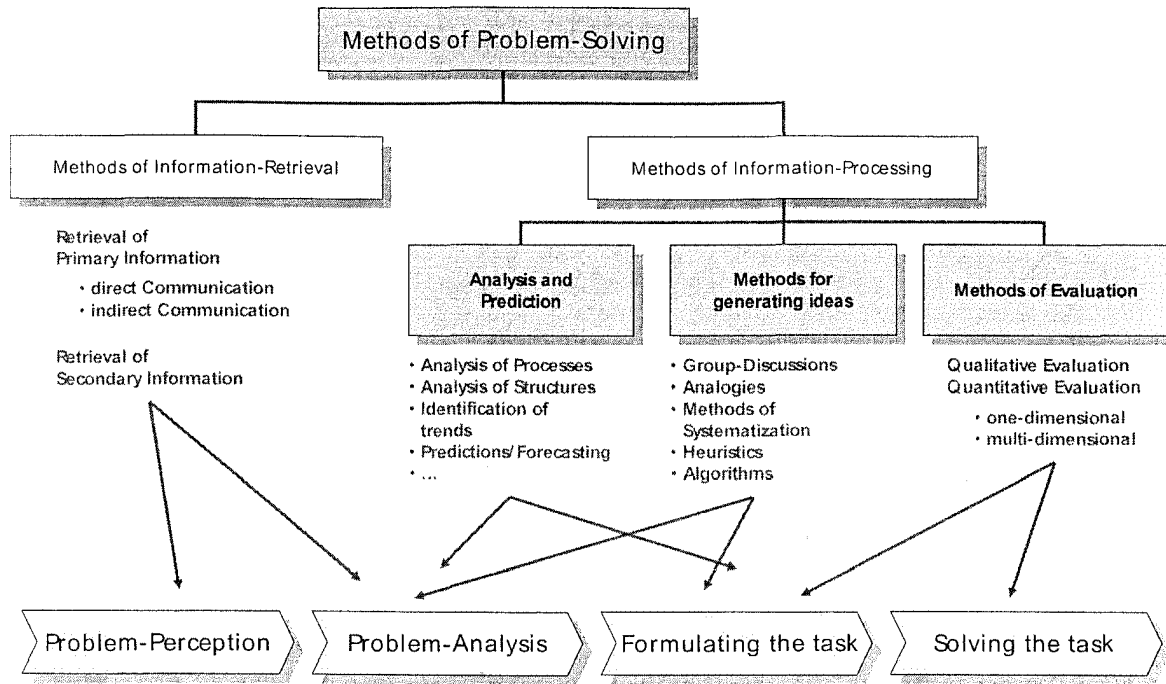 Methods of Problem-Solving
Methods of Information-Retrieval
Methods of Information-Processing
Retrieval of
Primary Information
• direct Communication
• indirect Communication
Retrieval of
Secondary Information
Analysis and
Prediction
• Analysis of Processes
• Analysis of Structures
• Identification of
trends
• Predictions/Forecasting
• ...
Methods for
generating ideas
• Group-Discussions
• Analogies
• Methods of
Systematization
• Heuristics
• Algorithms
Methods of Evaluation
Qualitative Evaluation
Quantitative Evaluation
• one-dimensional
• multi-dimensional
Problem-Perception
Problem-Analysis
Formulating the task
Solving the task